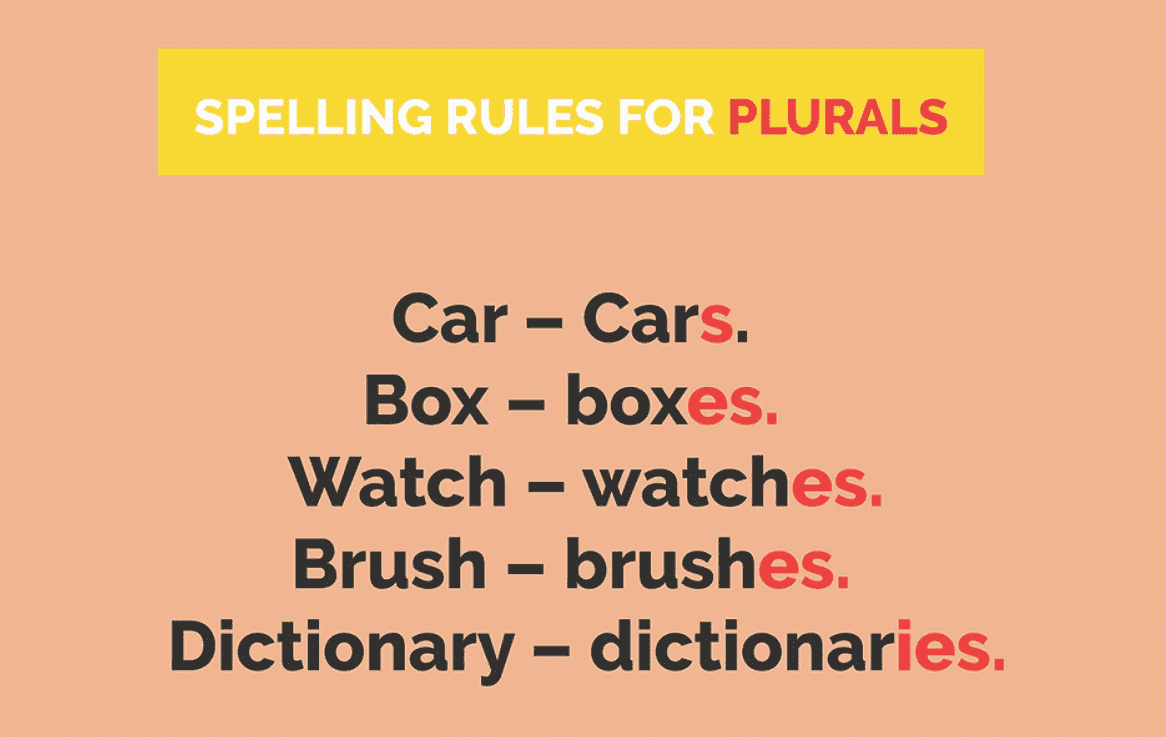 SPELLING RULES FOR PLURALS
Car – Cars.
Box – boxes.
Watch – watches.
Brush – brushes.
Dictionary – dictionaries.